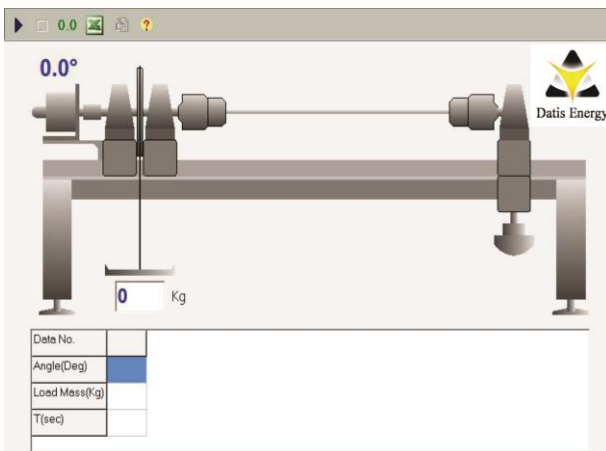 0.0
?
0.0°
Datis Energy
0 Kg
Data No.
Angle(Deg)
Load Mass(Kg)
T(sec)